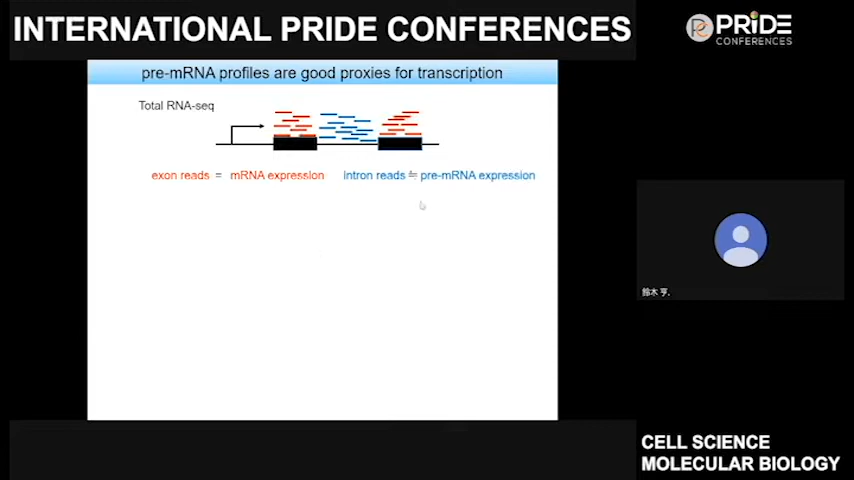 INTERNATIONAL PRIDE CONFERENCES
PRIDE
CONFERENCES
pre-mRNA profiles are good proxies for transcription
Total RNA-seq
exon reads = mRNA expression
intron reads ≒ pre-mRNA expression
鈴木 亨.
CELL SCIENCE
MOLECULAR BIOLOGY